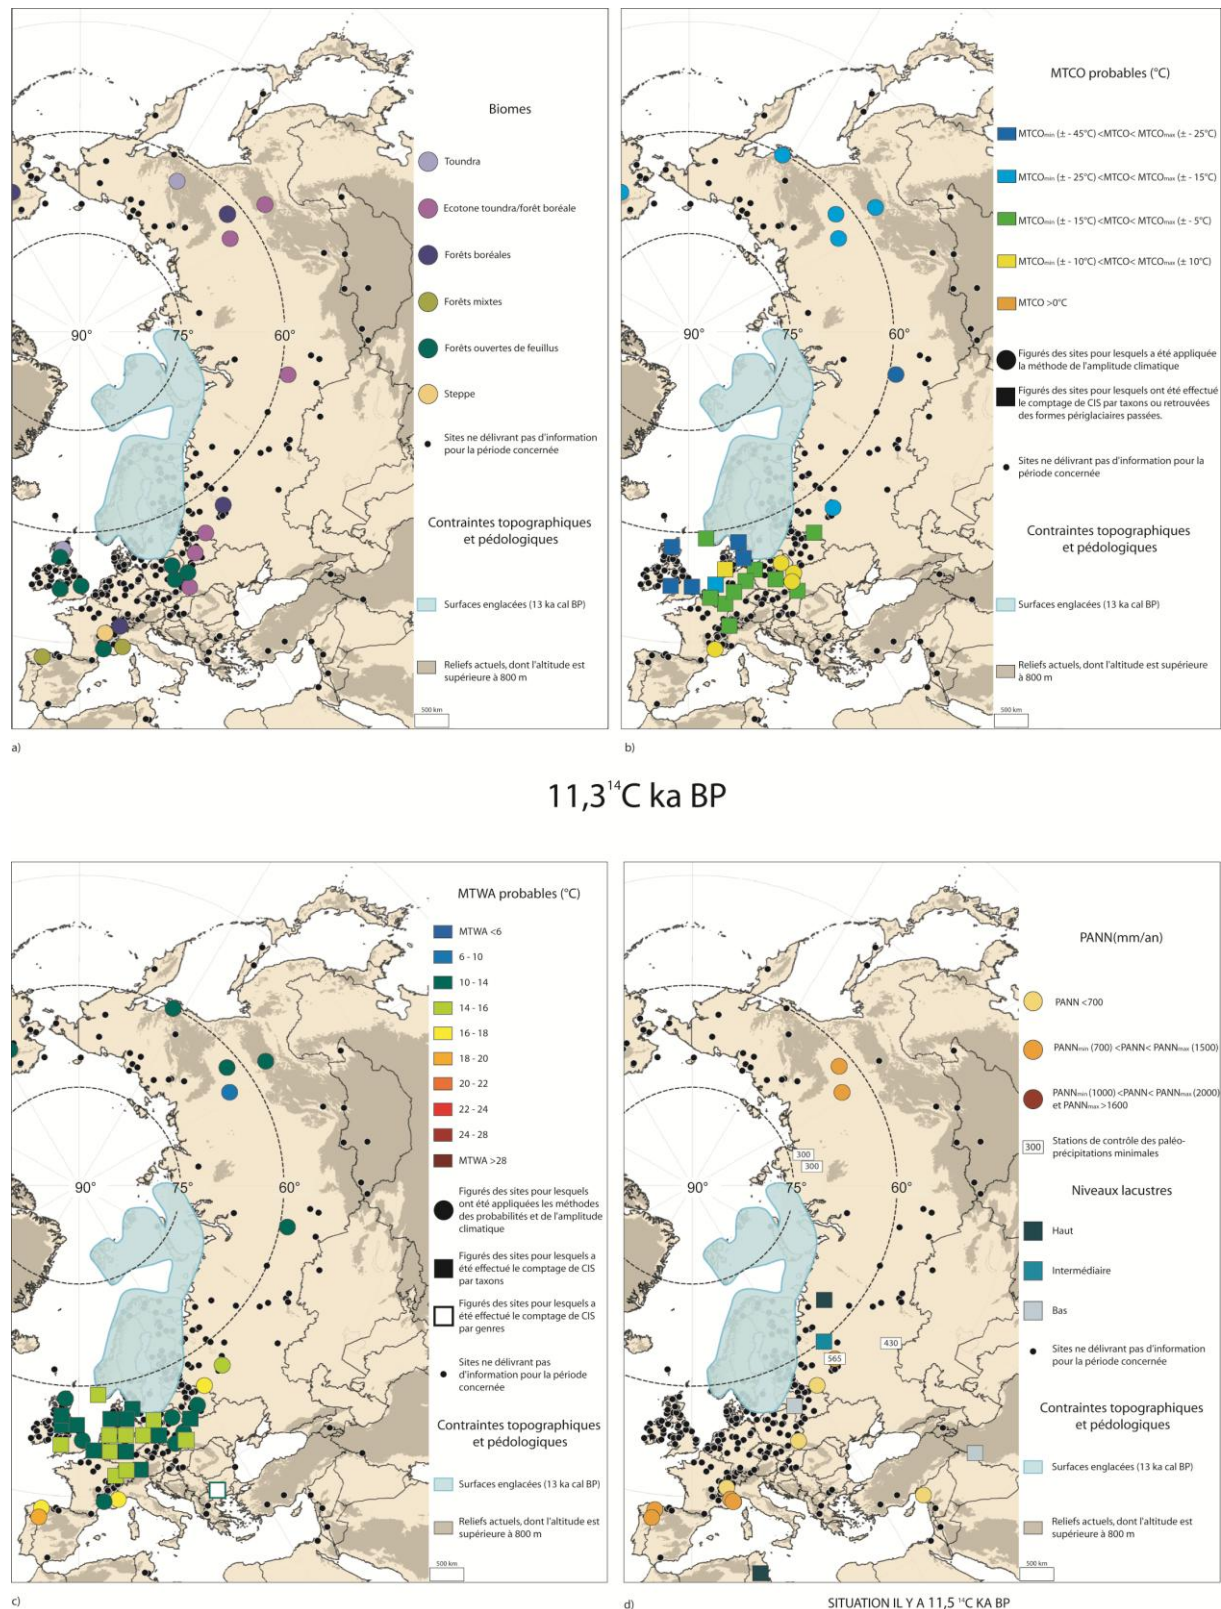 Biomes
Toundra
Ecotone toundra/forêt boréale
Forêts boréales
Forêts mixtes
Forêts ouvertes de feuillus
Steppe
Sites ne délivrant pas d'information
pour la période concernée
Contraintes topographiques
et pédologiques
Surfaces englacées (13 ka cal BP)
Reliefs actuels, dont l'altitude est
supérieure à 800 m
500 km
90°
75°
60°
a)
MTCO probables (°C)
MTCOmin (± - 45°C) <MTCO< MTCOmax (± - 25°C)
MTCOmin (± - 25°C) <MTCO< MTCOmax (± - 15°C)
MTCOmin (± - 15°C) <MTCO< MTCOmax (± - 5°C)
MTCOmin (± - 10°C) <MTCO< MTCOmax (± 10°C)
MTCO >0°C
Figurés des sites pour lesquels a été appliquée
la méthode de l'amplitude climatique
Figurés des sites pour lesquels ont été effectué
le comptage de CIS par taxons ou retrouvées
des formes périglaciaires passées.
Sites ne délivrant pas d'information pour la
période concernée
Contraintes topographiques
et pédologiques
Surfaces englacées (13 ka cal BP)
Reliefs actuels, dont l'altitude est supérieure
à 800 m
500 km
90°
75°
60°
b)
11,3¹⁴C ka BP
MTWA probables (°C)
MTWA <6
6 - 10
10 - 14
14 - 16
16 - 18
18 - 20
20 - 22
22 - 24
24 - 28
MTWA >28
Figurés des sites pour lesquels
ont été appliquées les méthodes
des probabilités et de l'amplitude
climatique
Figurés des sites pour lesquels a
été effectué le comptage de CIS
par taxons
Figurés des sites pour lesquels a
été effectué le comptage de CIS
par genres
Sites ne délivrant pas
d'information pour la période
concernée
Contraintes topographiques
et pédologiques
Surfaces englacées (13 ka cal BP)
Reliefs actuels, dont l'altitude est
supérieure à 800 m
500 km
90°
75°
60°
c)
PANN(mm/an)
PANN <700
PANNmin (700) <PANN< PANNmax (1500)
PANNmin (1000) <PANN< PANNmax (2000)
et PANNmax >1600
300
Stations de contrôle des paléo-
précipitations minimales
Niveaux lacustres
Haut
Intermédiaire
Bas
Sites ne délivrant pas d'information
pour la période concernée
Contraintes topographiques
et pédologiques
Surfaces englacées (13 ka cal BP)
Reliefs actuels, dont l'altitude est
supérieure à 800 m
500 km
300
300
90°
75°
60°
430
565
d)
SITUATION IL Y A 11,5 ¹⁴C KA BP